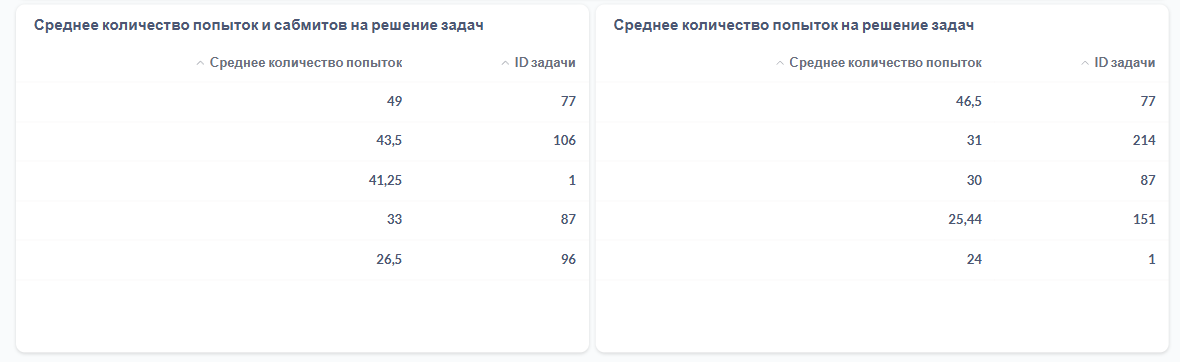 Среднее количество попыток и сабмитов на решение задач
Среднее количество попыток ID задачи
49 77
43,5 106
41,25 1
33 87
26,5 96
Среднее количество попыток на решение задач
Среднее количество попыток ID задачи
46,5 77
31 214
30 87
25,44 151
24 1